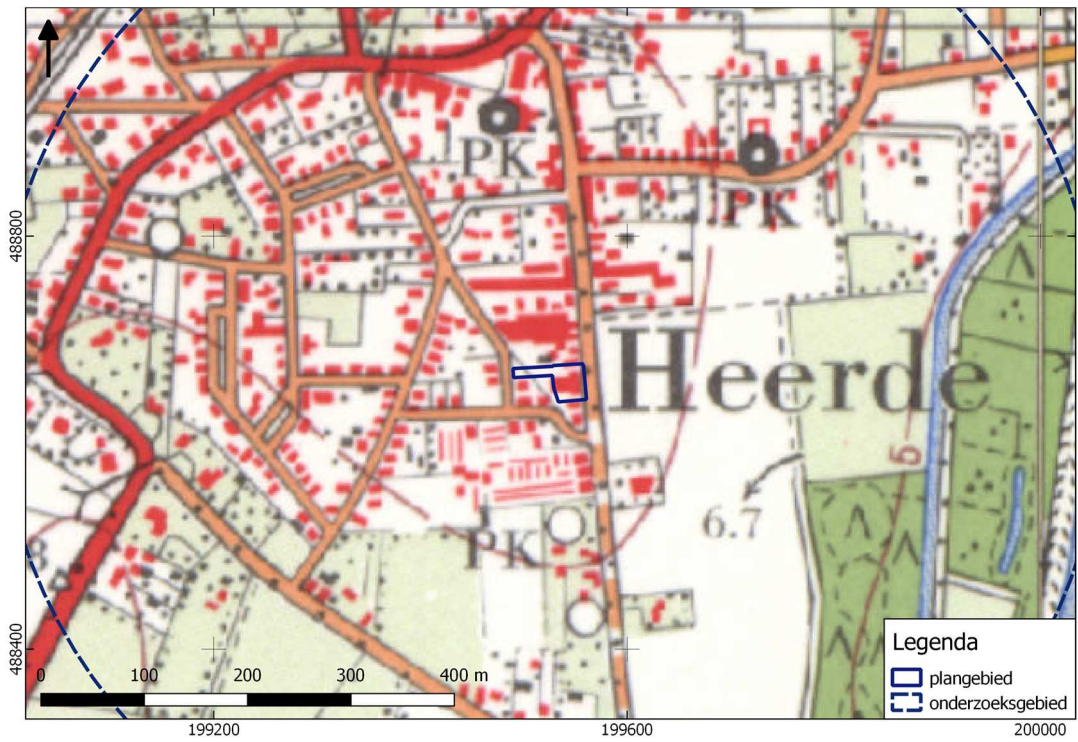 PK
PK
488800
Heerde
5
6.7
PK
488400
Legenda
plangebied
onderzoeksgebied
0 100 200 300 400 m
199200 199600 200000